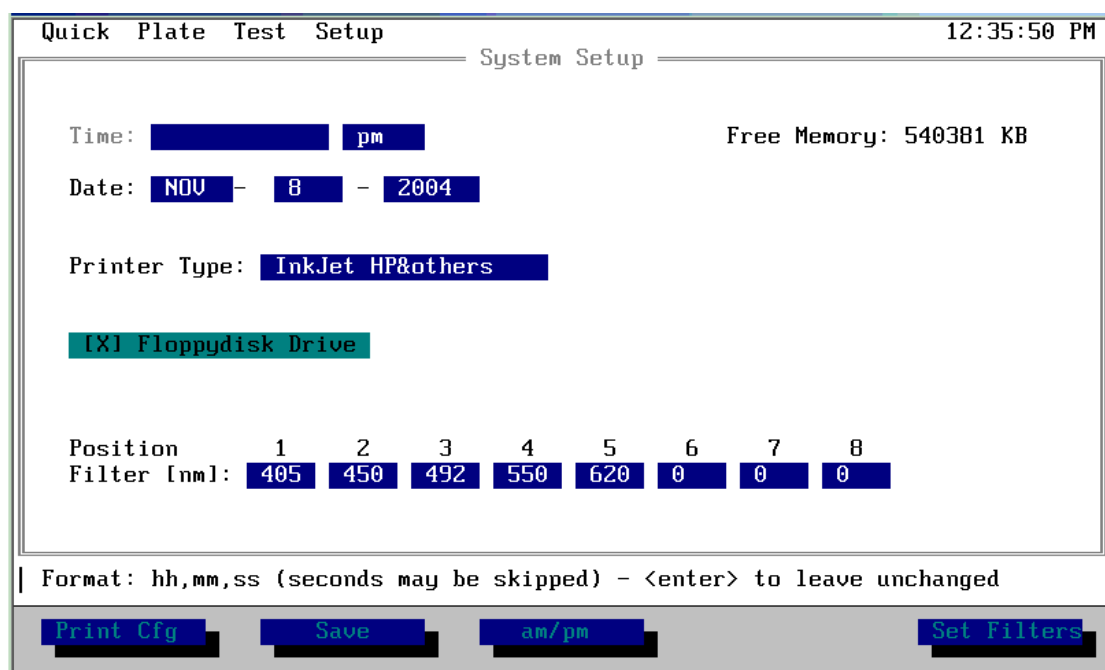 Quick Plate Test Setup 12:35:50 PM
System Setup
Time: pm Free Memory: 540381 KB
Date: NOV - 8 - 2004
Printer Type: InkJet HP&others
[X] Floppydisk Drive
Position 1 2 3 4 5 6 7 8
Filter [nm]: 405 450 492 550 620 0 0 0
Format: hh,mm,ss (seconds may be skipped) - <enter> to leave unchanged
Print Cfg Save am/pm Set Filters